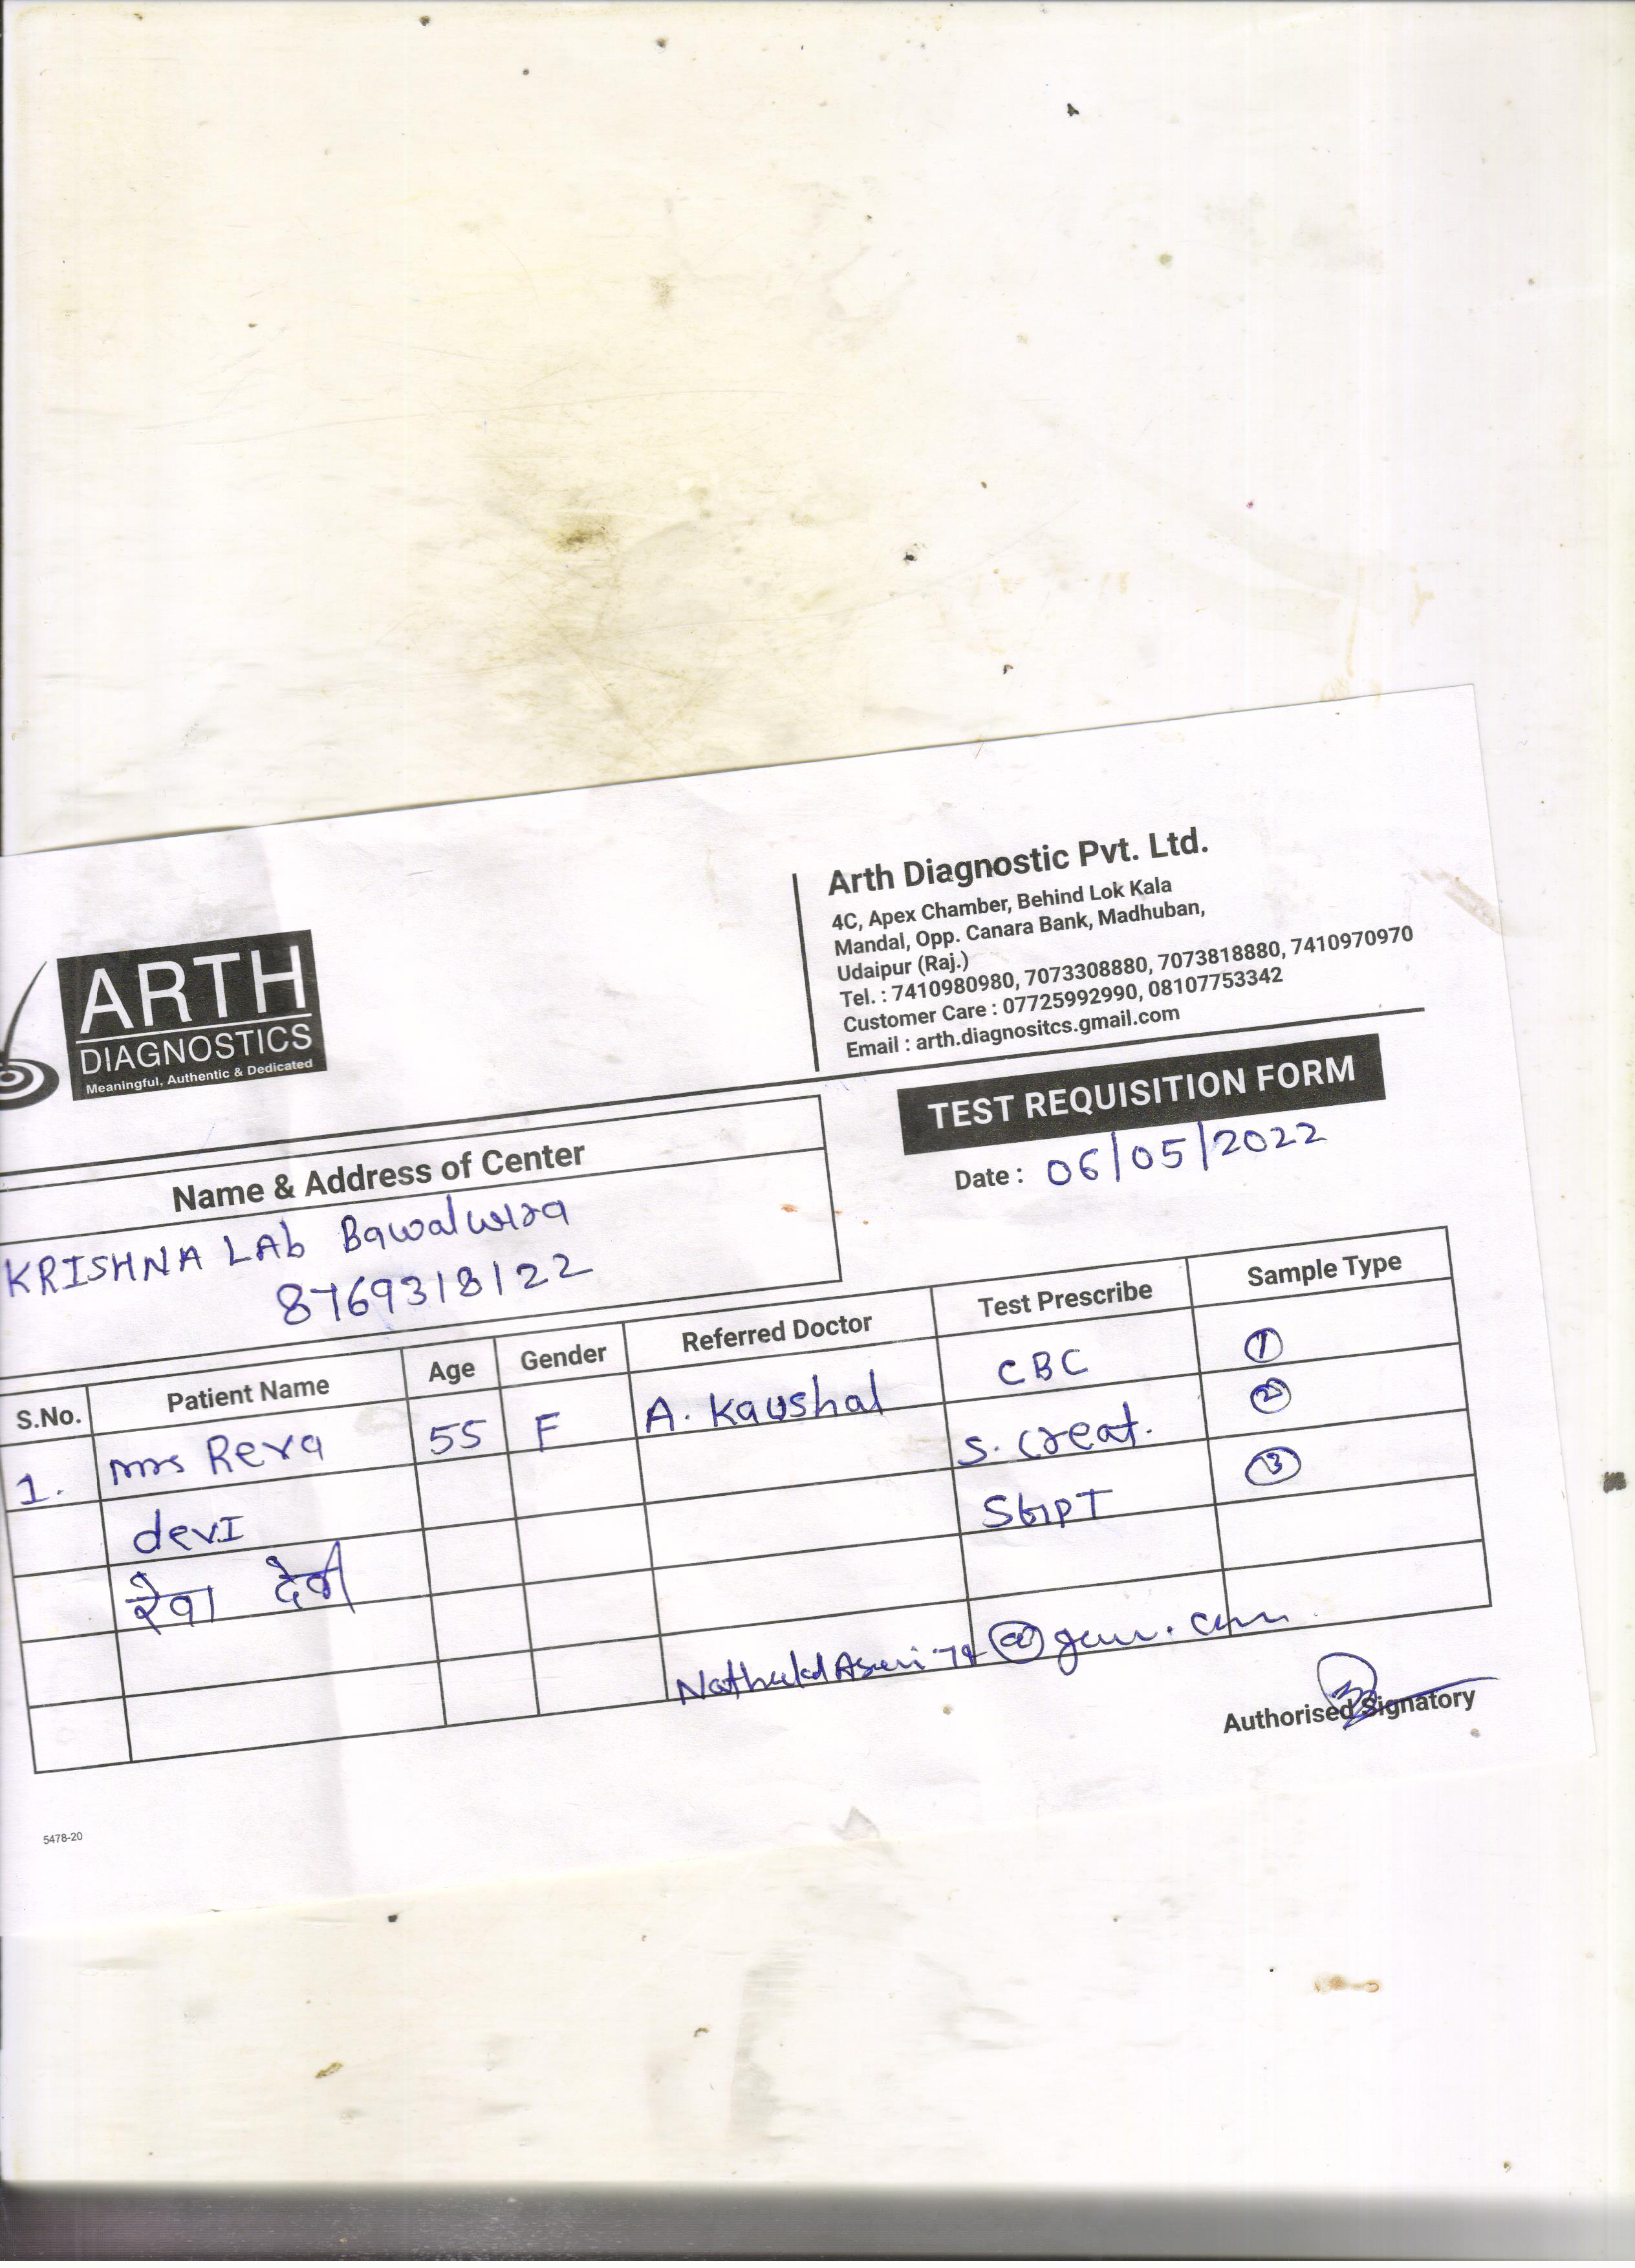 ARTH
DIAGNOSTICS
Meaningful, Authentic & Dedicated
Arth Diagnostic Pvt. Ltd.
4C, Apex Chamber, Behind Lok Kala
Mandal, Opp. Canara Bank, Madhuban,
Udaipur (Raj.)
Tel. : 7410980980, 7073308880, 7073818880, 7410970970
Customer Care : 07725992990, 08107753342
Email : arth.diagnositcs.gmail.com
TEST REQUISITION FORM
Date : 06/05/2022
Name & Address of Center
KRISHNA LAb Bawalwara
8769318122
S.No. Patient Name Age Gender Referred Doctor Test Prescribe Sample Type
1. mrs Reva 55 F A. Kaushal CBC ①
devI S. Creat. ②
रेवा देवी SGPT ③
@
Authorised Signatory
5478-20